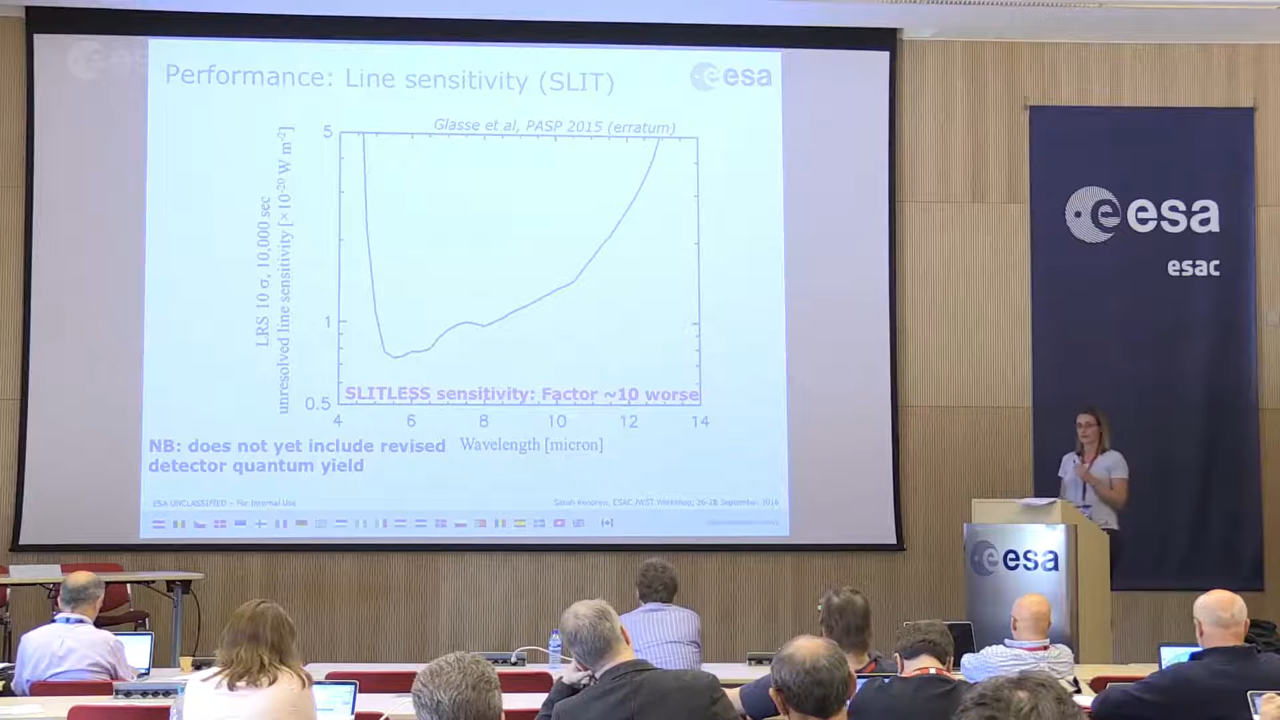 esa
Performance: Line sensitivity (SLIT)
esa
Glasse et al, PASP 2015 (erratum)
LRS 10 σ, 10,000 sec
unresolved line sensitivity [×10⁻²⁰ W m⁻²]
5
1
0.5
SLITLESS sensitivity: Factor ~10 worse
4 6 8 10 12 14
Wavelength [micron]
NB: does not yet include revised
detector quantum yield
ESA UNCLASSIFIED – For Internal Use
Sarah Kendrew, ESAC JWST Workshop, 26-28 September 2016
esa
esac
esa